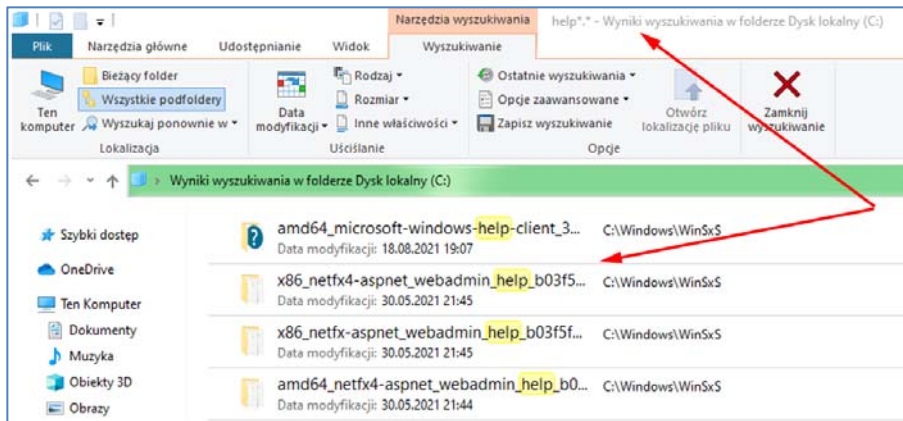 Narzędzia wyszukiwania
help*.* - Wyniki wyszukiwania w folderze Dysk lokalny (C:)
Plik
Narzędzia główne
Udostępnianie
Widok
Wyszukiwanie
Ten komputer
Bieżący folder
Wszystkie podfoldery
Wyszukaj ponownie w
Lokalizacja
Data modyfikacji
Rodzaj
Rozmiar
Inne właściwości
Uściślanie
Ostatnie wyszukiwania
Opcje zaawansowane
Zapisz wyszukiwanie
Otwórz lokalizację pliku
Opcje
Zamknij wyszukiwanie
Wyniki wyszukiwania w folderze Dysk lokalny (C:)
Szybki dostęp
OneDrive
Ten Komputer
Dokumenty
Muzyka
Obiekty 3D
Obrazy
amd64_microsoft-windows-help-client_3... C:\Windows\WinSxS
Data modyfikacji: 18.08.2021 19:07
x86_netfx4-aspnet_webadmin_help_b03f5... C:\Windows\WinSxS
Data modyfikacji: 30.05.2021 21:45
x86_netfx-aspnet_webadmin_help_b03f5f... C:\Windows\WinSxS
Data modyfikacji: 30.05.2021 21:45
amd64_netfx4-aspnet_webadmin_help_b0... C:\Windows\WinSxS
Data modyfikacji: 30.05.2021 21:44